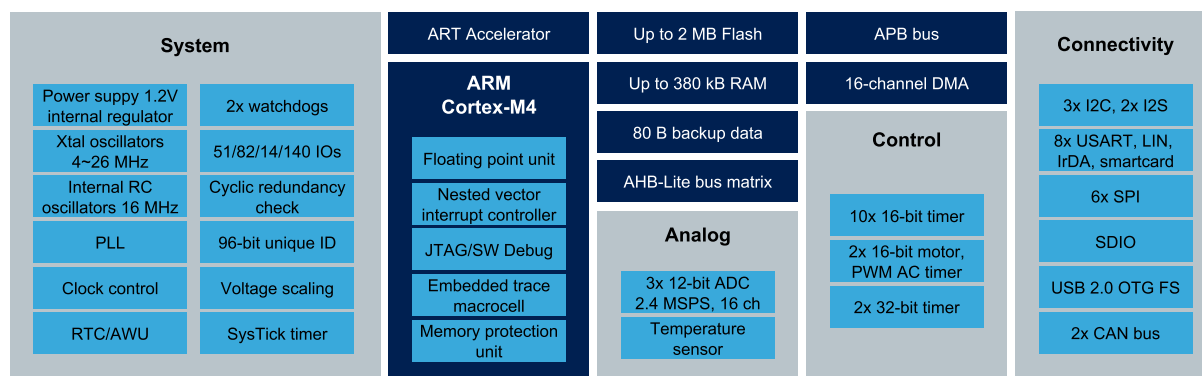 System
Power suppy 1.2V
internal regulator
2x watchdogs
Xtal oscillators
4~26 MHz
51/82/14/140 IOs
Internal RC
oscillators 16 MHz
Cyclic redundancy
check
PLL
96-bit unique ID
Clock control
Voltage scaling
RTC/AWU
SysTick timer
ART Accelerator
ARM
Cortex-M4
Floating point unit
Nested vector
interrupt controller
JTAG/SW Debug
Embedded trace
macrocell
Memory protection
unit
Up to 2 MB Flash
Up to 380 kB RAM
80 B backup data
AHB-Lite bus matrix
Analog
3x 12-bit ADC
2.4 MSPS, 16 ch
Temperature
sensor
APB bus
16-channel DMA
Control
10x 16-bit timer
2x 16-bit motor,
PWM AC timer
2x 32-bit timer
Connectivity
3x I2C, 2x I2S
8x USART, LIN,
IrDA, smartcard
6x SPI
SDIO
USB 2.0 OTG FS
2x CAN bus